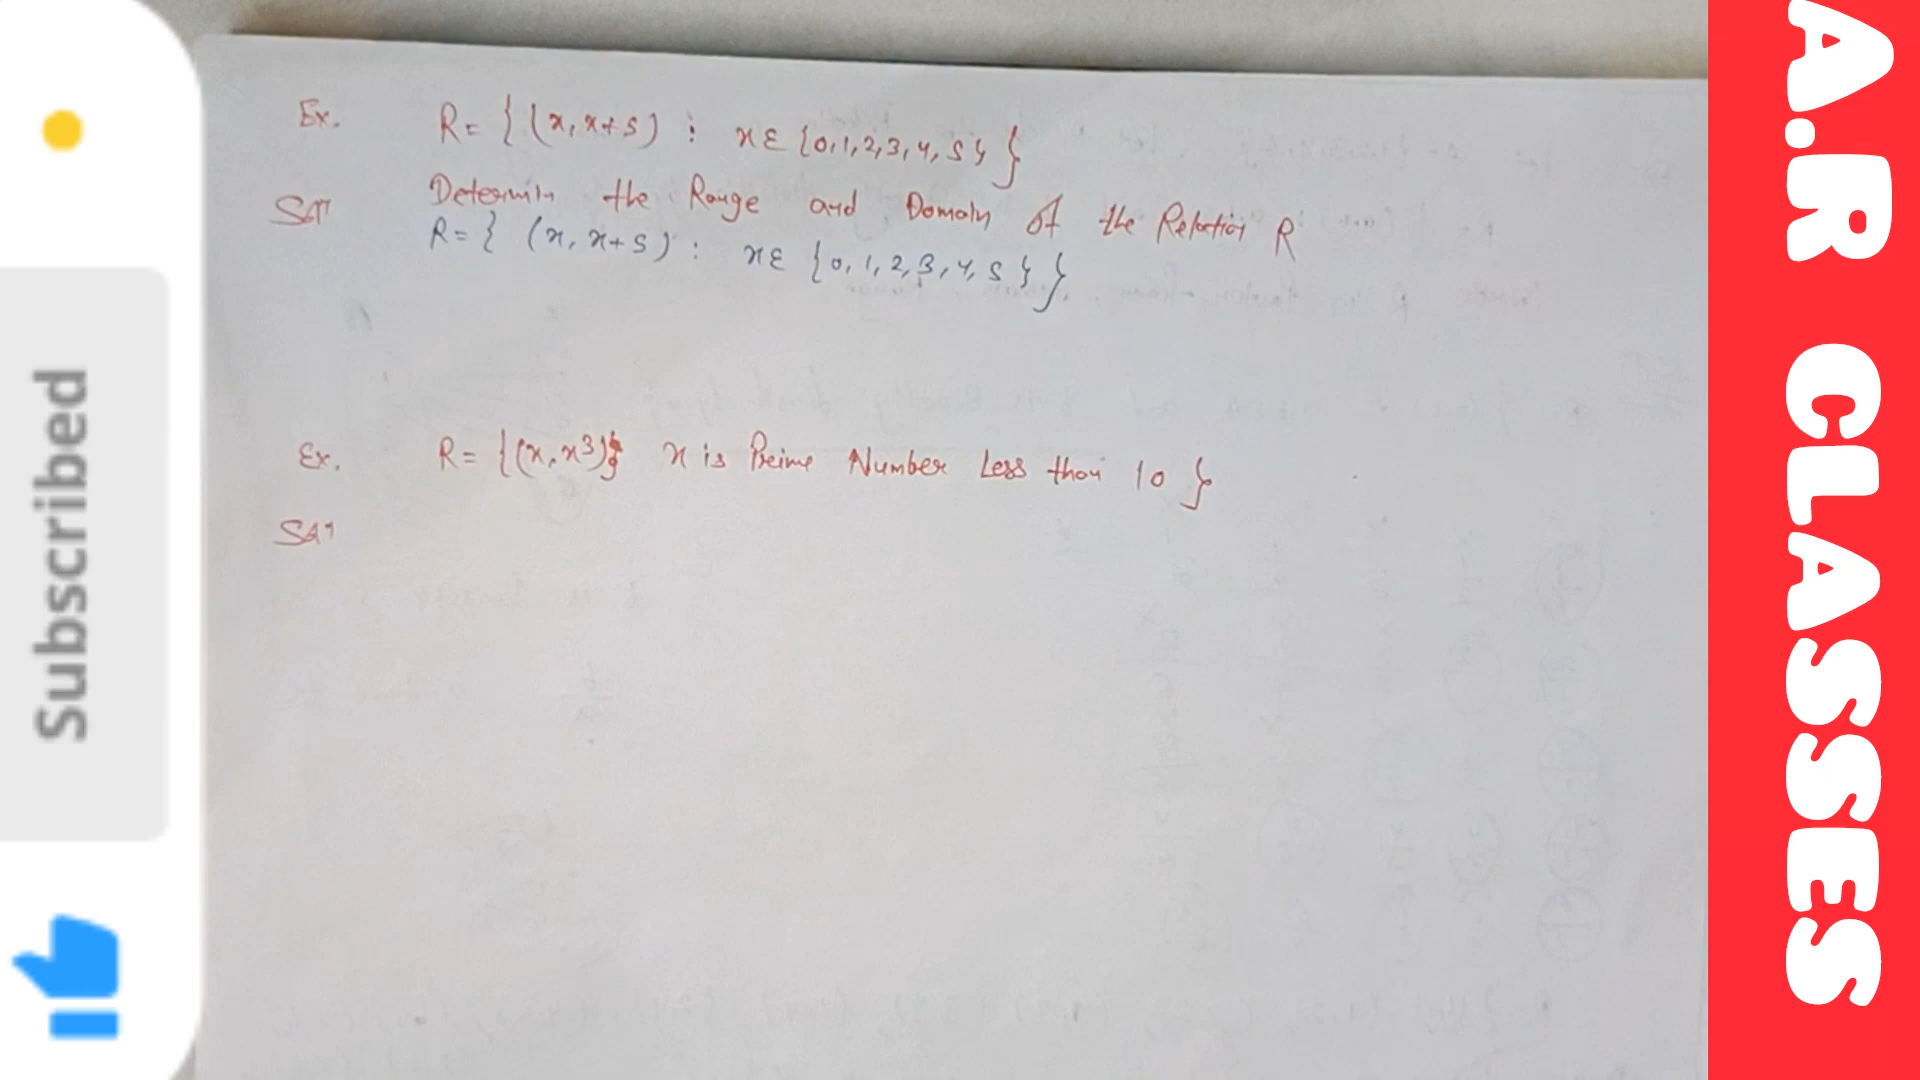 Ex. R= { (x, x+5) : x ε {0,1,2,3,4,5} }
Determin the Range and Domain of the Relation R
Sol
R= { (x, x+5) : x ε {0,1,2,3,4,5} }
Ex. R= {(x, x³)} x is Prime Number Less than 10 }
Sol
Subscribed
A.R CLASSES